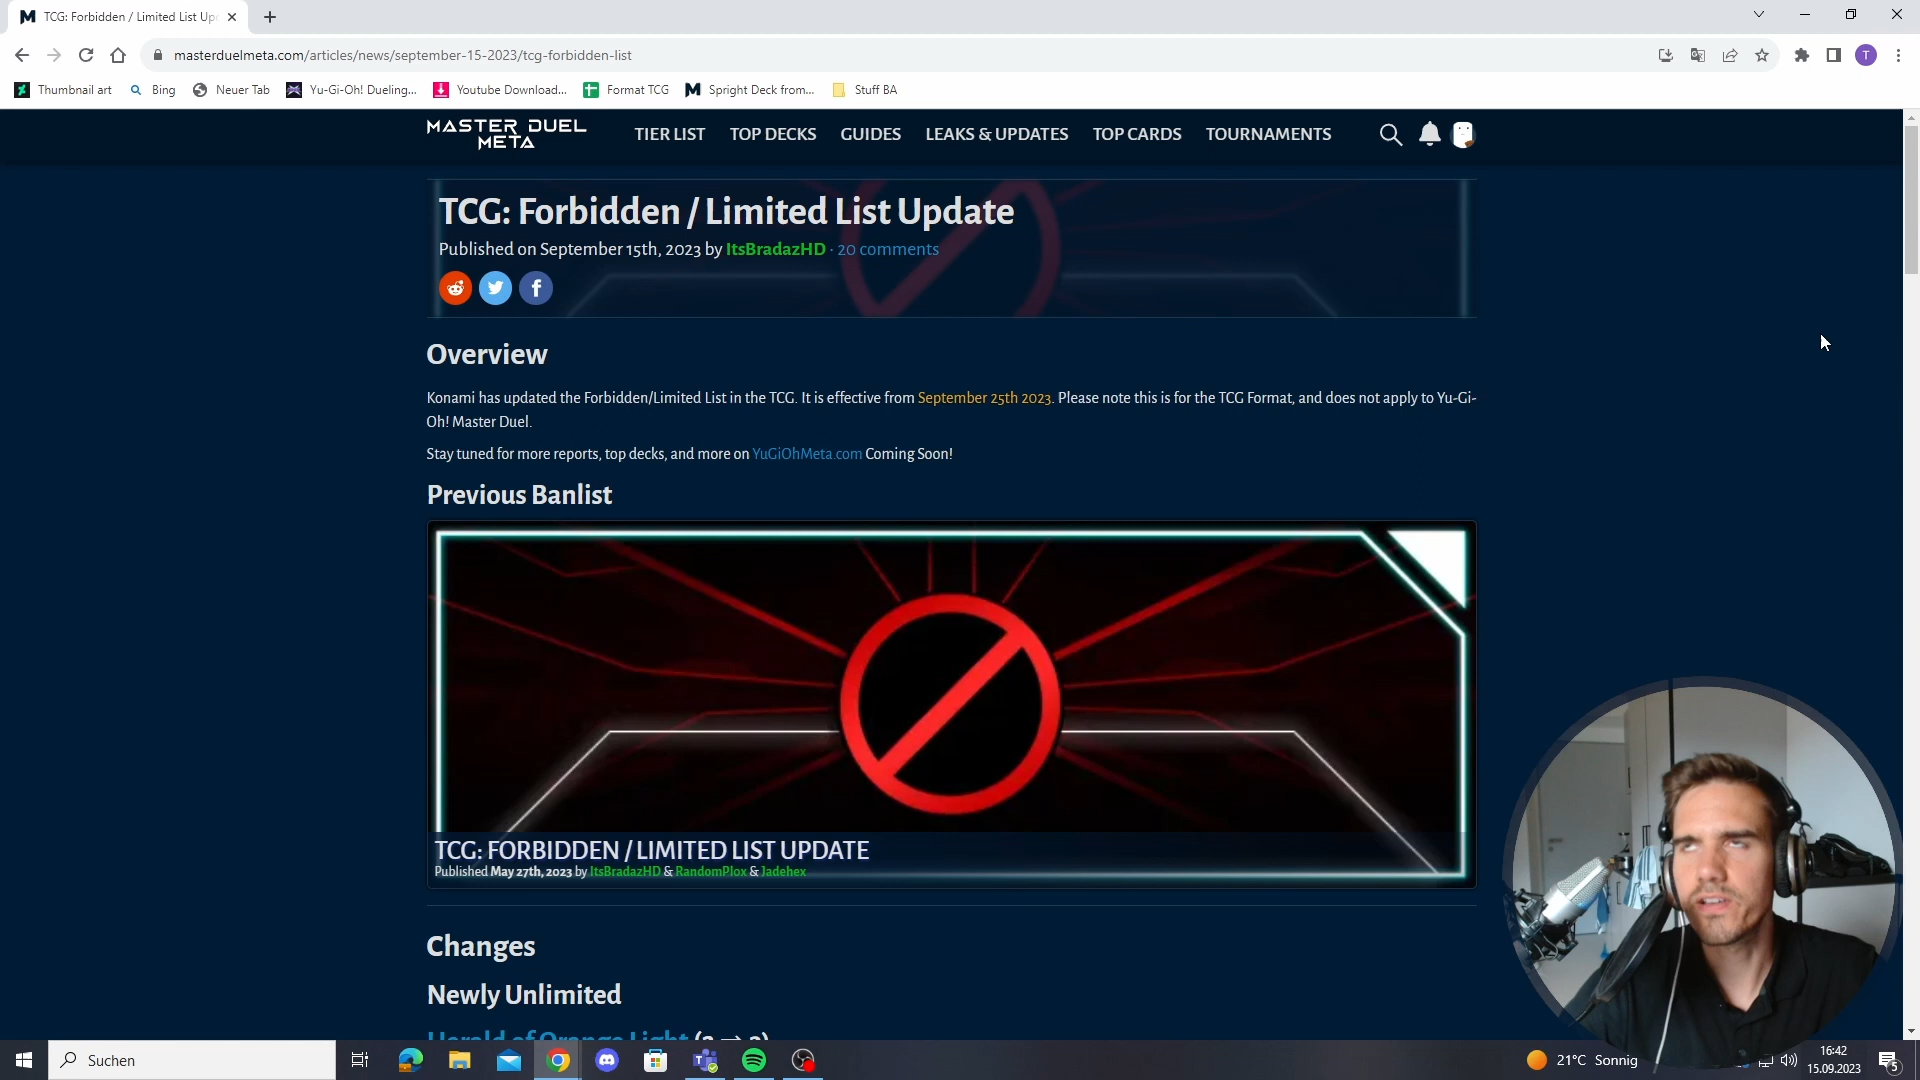 TCG: Forbidden / Limited List Up
masterduelmeta.com/articles/news/september-15-2023/tcg-forbidden-list
T
Thumbnail art
Bing
Neuer Tab
Yu-Gi-Oh! Dueling...
Youtube Download...
Format TCG
Spright Deck from...
Stuff BA
MASTER DUEL
META
TIER LIST
TOP DECKS
GUIDES
LEAKS & UPDATES
TOP CARDS
TOURNAMENTS
TCG: Forbidden / Limited List Update
Published on September 15th, 2023 by ItsBradazHD · 20 comments
Overview
Konami has updated the Forbidden/Limited List in the TCG. It is effective from September 25th 2023. Please note this is for the TCG Format, and does not apply to Yu-Gi-
Oh! Master Duel.
Stay tuned for more reports, top decks, and more on YuGiOhMeta.com Coming Soon!
Previous Banlist
TCG: FORBIDDEN / LIMITED LIST UPDATE
Published May 27th, 2023 by ItsBradazHD & RandomPlox & Jadehex
Changes
Newly Unlimited
Herald of Orange Light (2 → 3)
Suchen
21°C Sonnig
16:42
15.09.2023
5